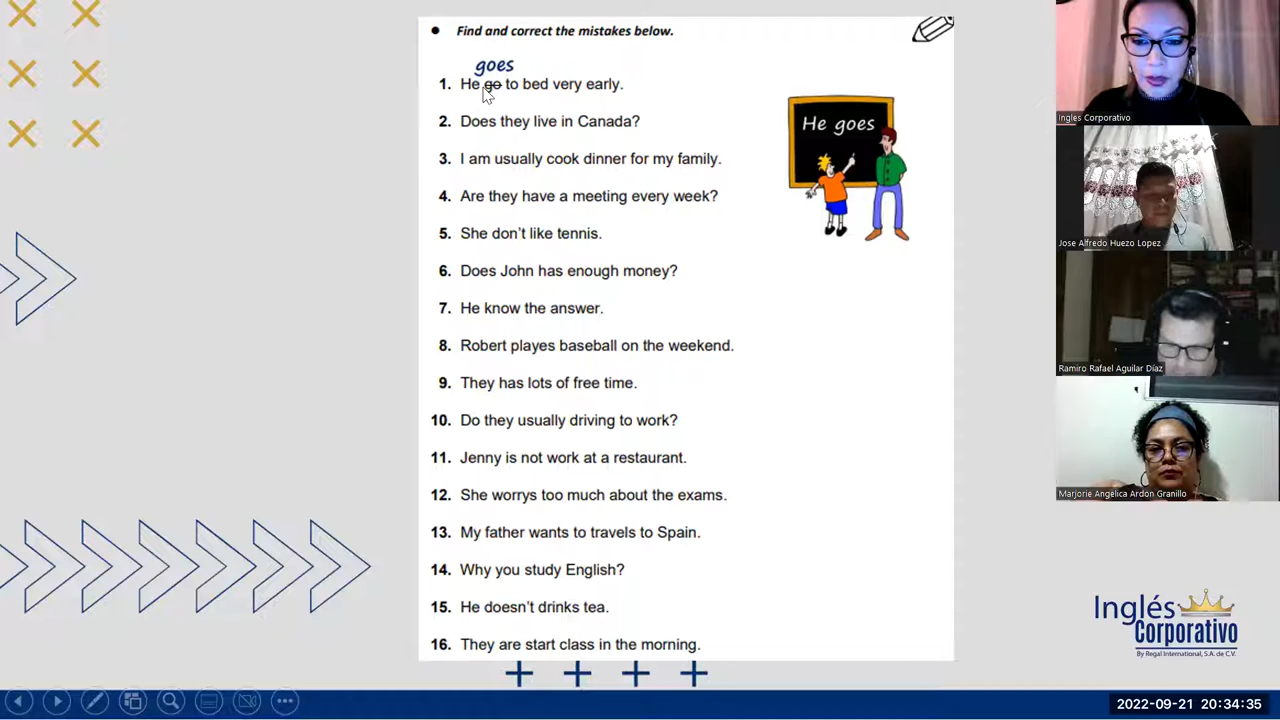 ● Find and correct the mistakes below.
goes
1. He go to bed very early.
2. Does they live in Canada?
3. I am usually cook dinner for my family.
4. Are they have a meeting every week?
5. She don't like tennis.
6. Does John has enough money?
7. He know the answer.
8. Robert playes baseball on the weekend.
9. They has lots of free time.
10. Do they usually driving to work?
11. Jenny is not work at a restaurant.
12. She worrys too much about the exams.
13. My father wants to travels to Spain.
14. Why you study English?
15. He doesn't drinks tea.
16. They are start class in the morning.
He goes
Ingles Corporativo
Jose Alfredo Huezo Lopez
Ramiro Rafael Aguilar Díaz
Marjorie Angelica Ardon Granillo
Inglés
Corporativo
By Regal International, S.A. de C.V.
2022-09-21 20:34:35